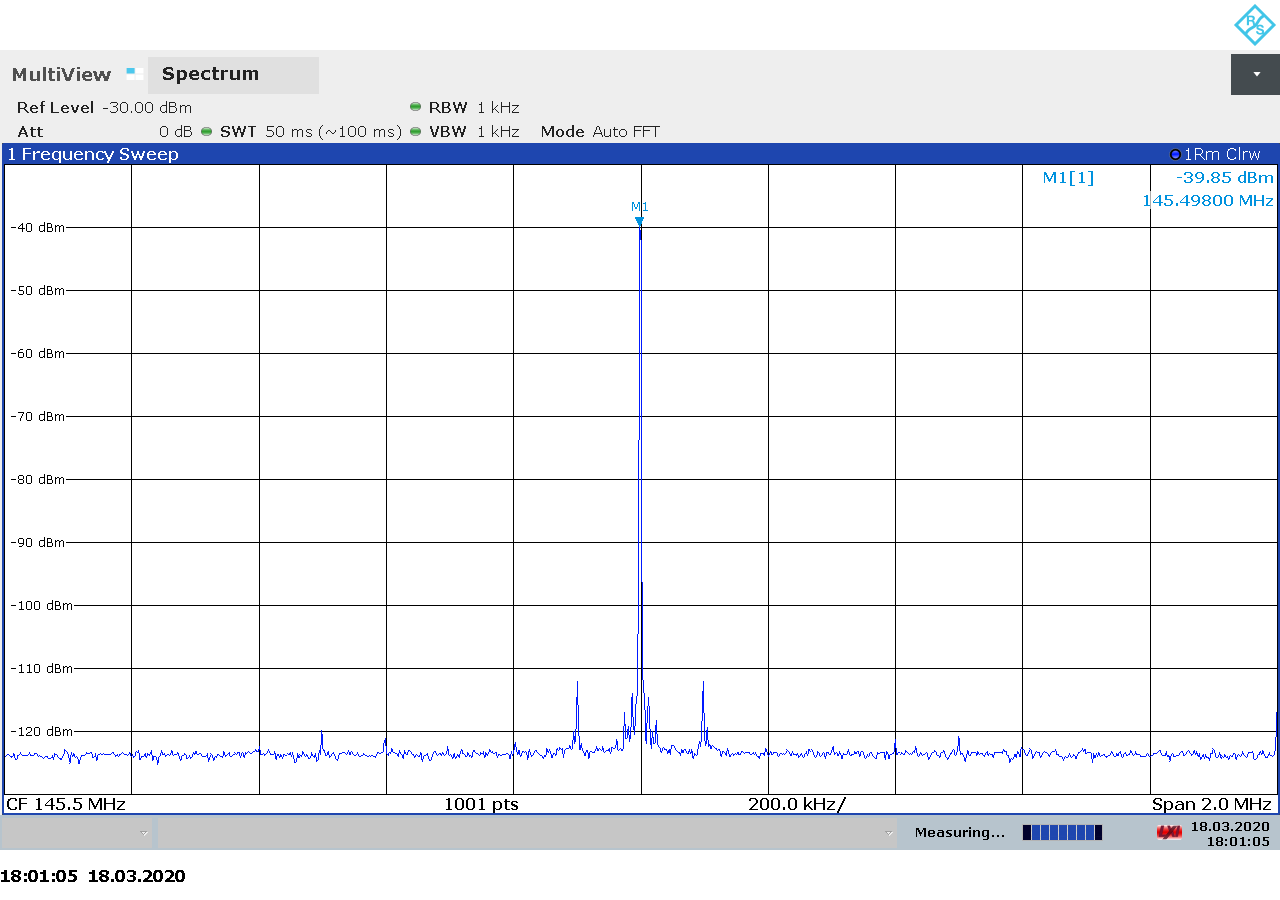 R S
MultiView Spectrum
Ref Level -30.00 dBm RBW 1 kHz
Att 0 dB SWT 50 ms (~100 ms) VBW 1 kHz Mode Auto FFT
1 Frequency Sweep 1Rm Clrw
M1[1] -39.85 dBm
145.49800 MHz
M1
-40 dBm
-50 dBm
-60 dBm
-70 dBm
-80 dBm
-90 dBm
-100 dBm
-110 dBm
-120 dBm
CF 145.5 MHz 1001 pts 200.0 kHz/ Span 2.0 MHz
Measuring... LXI 18.03.2020
18:01:05
18:01:05 18.03.2020